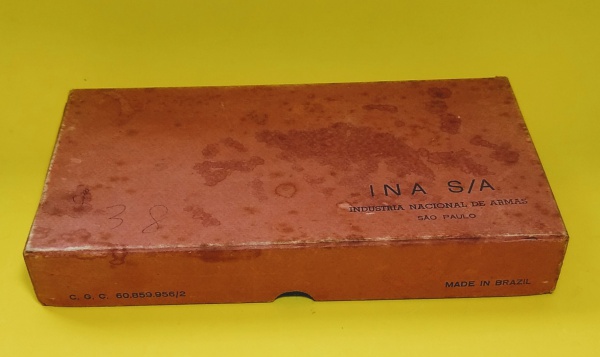 INA S/A
INDUSTRIA NACIONAL DE ARMAS
SÃO PAULO
38
C. G. C. 60.859.956/2
MADE IN BRAZIL